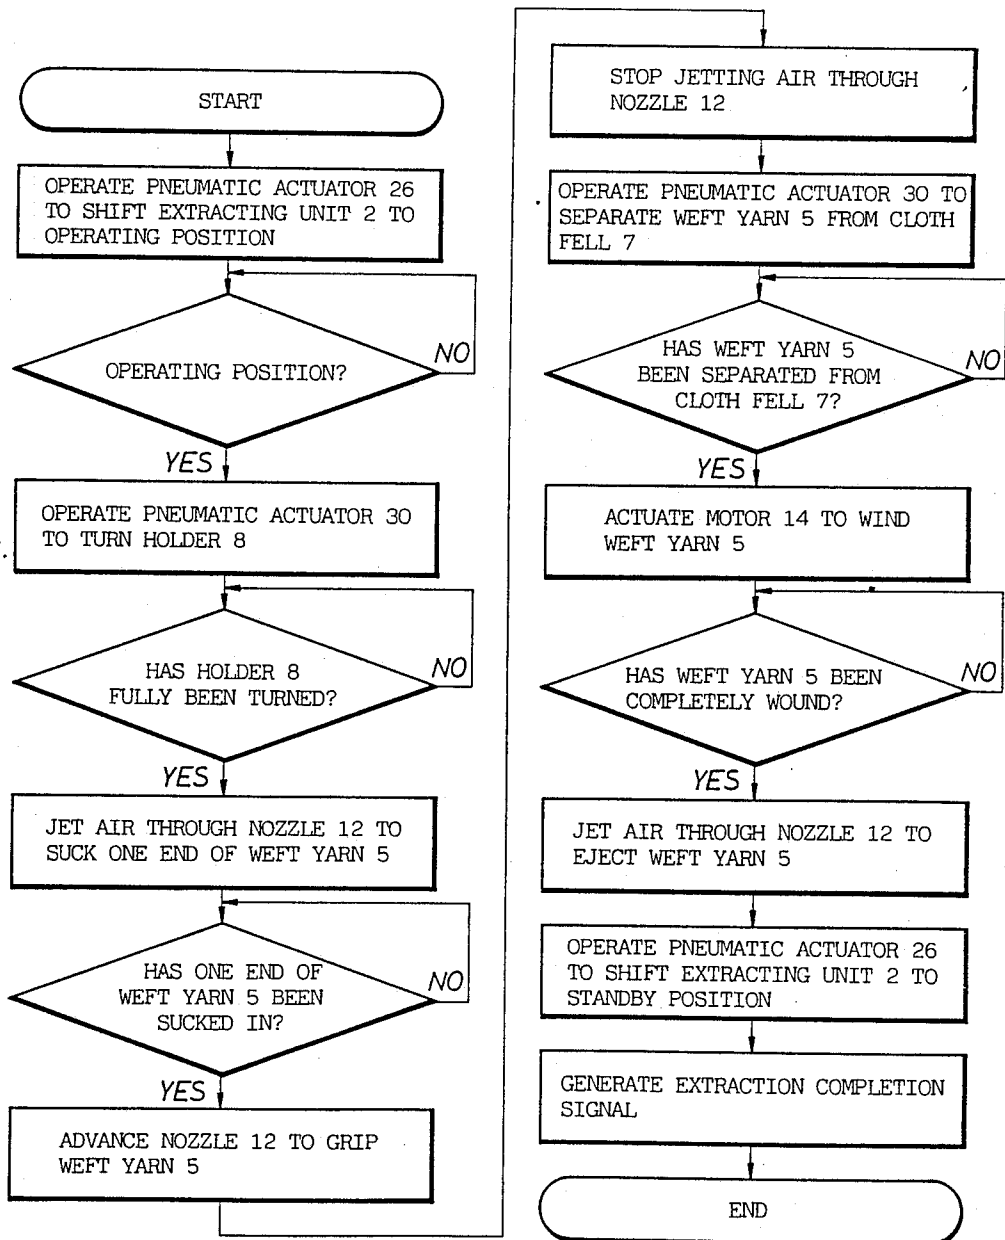 START
OPERATE PNEUMATIC ACTUATOR 26
TO SHIFT EXTRACTING UNIT 2 TO
OPERATING POSITION
OPERATING POSITION?
NO
YES
OPERATE PNEUMATIC ACTUATOR 30
TO TURN HOLDER 8
HAS HOLDER 8
FULLY BEEN TURNED?
NO
YES
JET AIR THROUGH NOZZLE 12 TO
SUCK ONE END OF WEFT YARN 5
HAS ONE END OF
WEFT YARN 5 BEEN
SUCKED IN?
NO
YES
ADVANCE NOZZLE 12 TO GRIP
WEFT YARN 5
STOP JETTING AIR THROUGH
NOZZLE 12
OPERATE PNEUMATIC ACTUATOR 30 TO
SEPARATE WEFT YARN 5 FROM CLOTH
FELL 7
HAS WEFT YARN 5
BEEN SEPARATED FROM
CLOTH FELL 7?
NO
YES
ACTUATE MOTOR 14 TO WIND
WEFT YARN 5
HAS WEFT YARN 5 BEEN
COMPLETELY WOUND?
NO
YES
JET AIR THROUGH NOZZLE 12 TO
EJECT WEFT YARN 5
OPERATE PNEUMATIC ACTUATOR 26
TO SHIFT EXTRACTING UNIT 2 TO
STANDBY POSITION
GENERATE EXTRACTION COMPLETION
SIGNAL
END